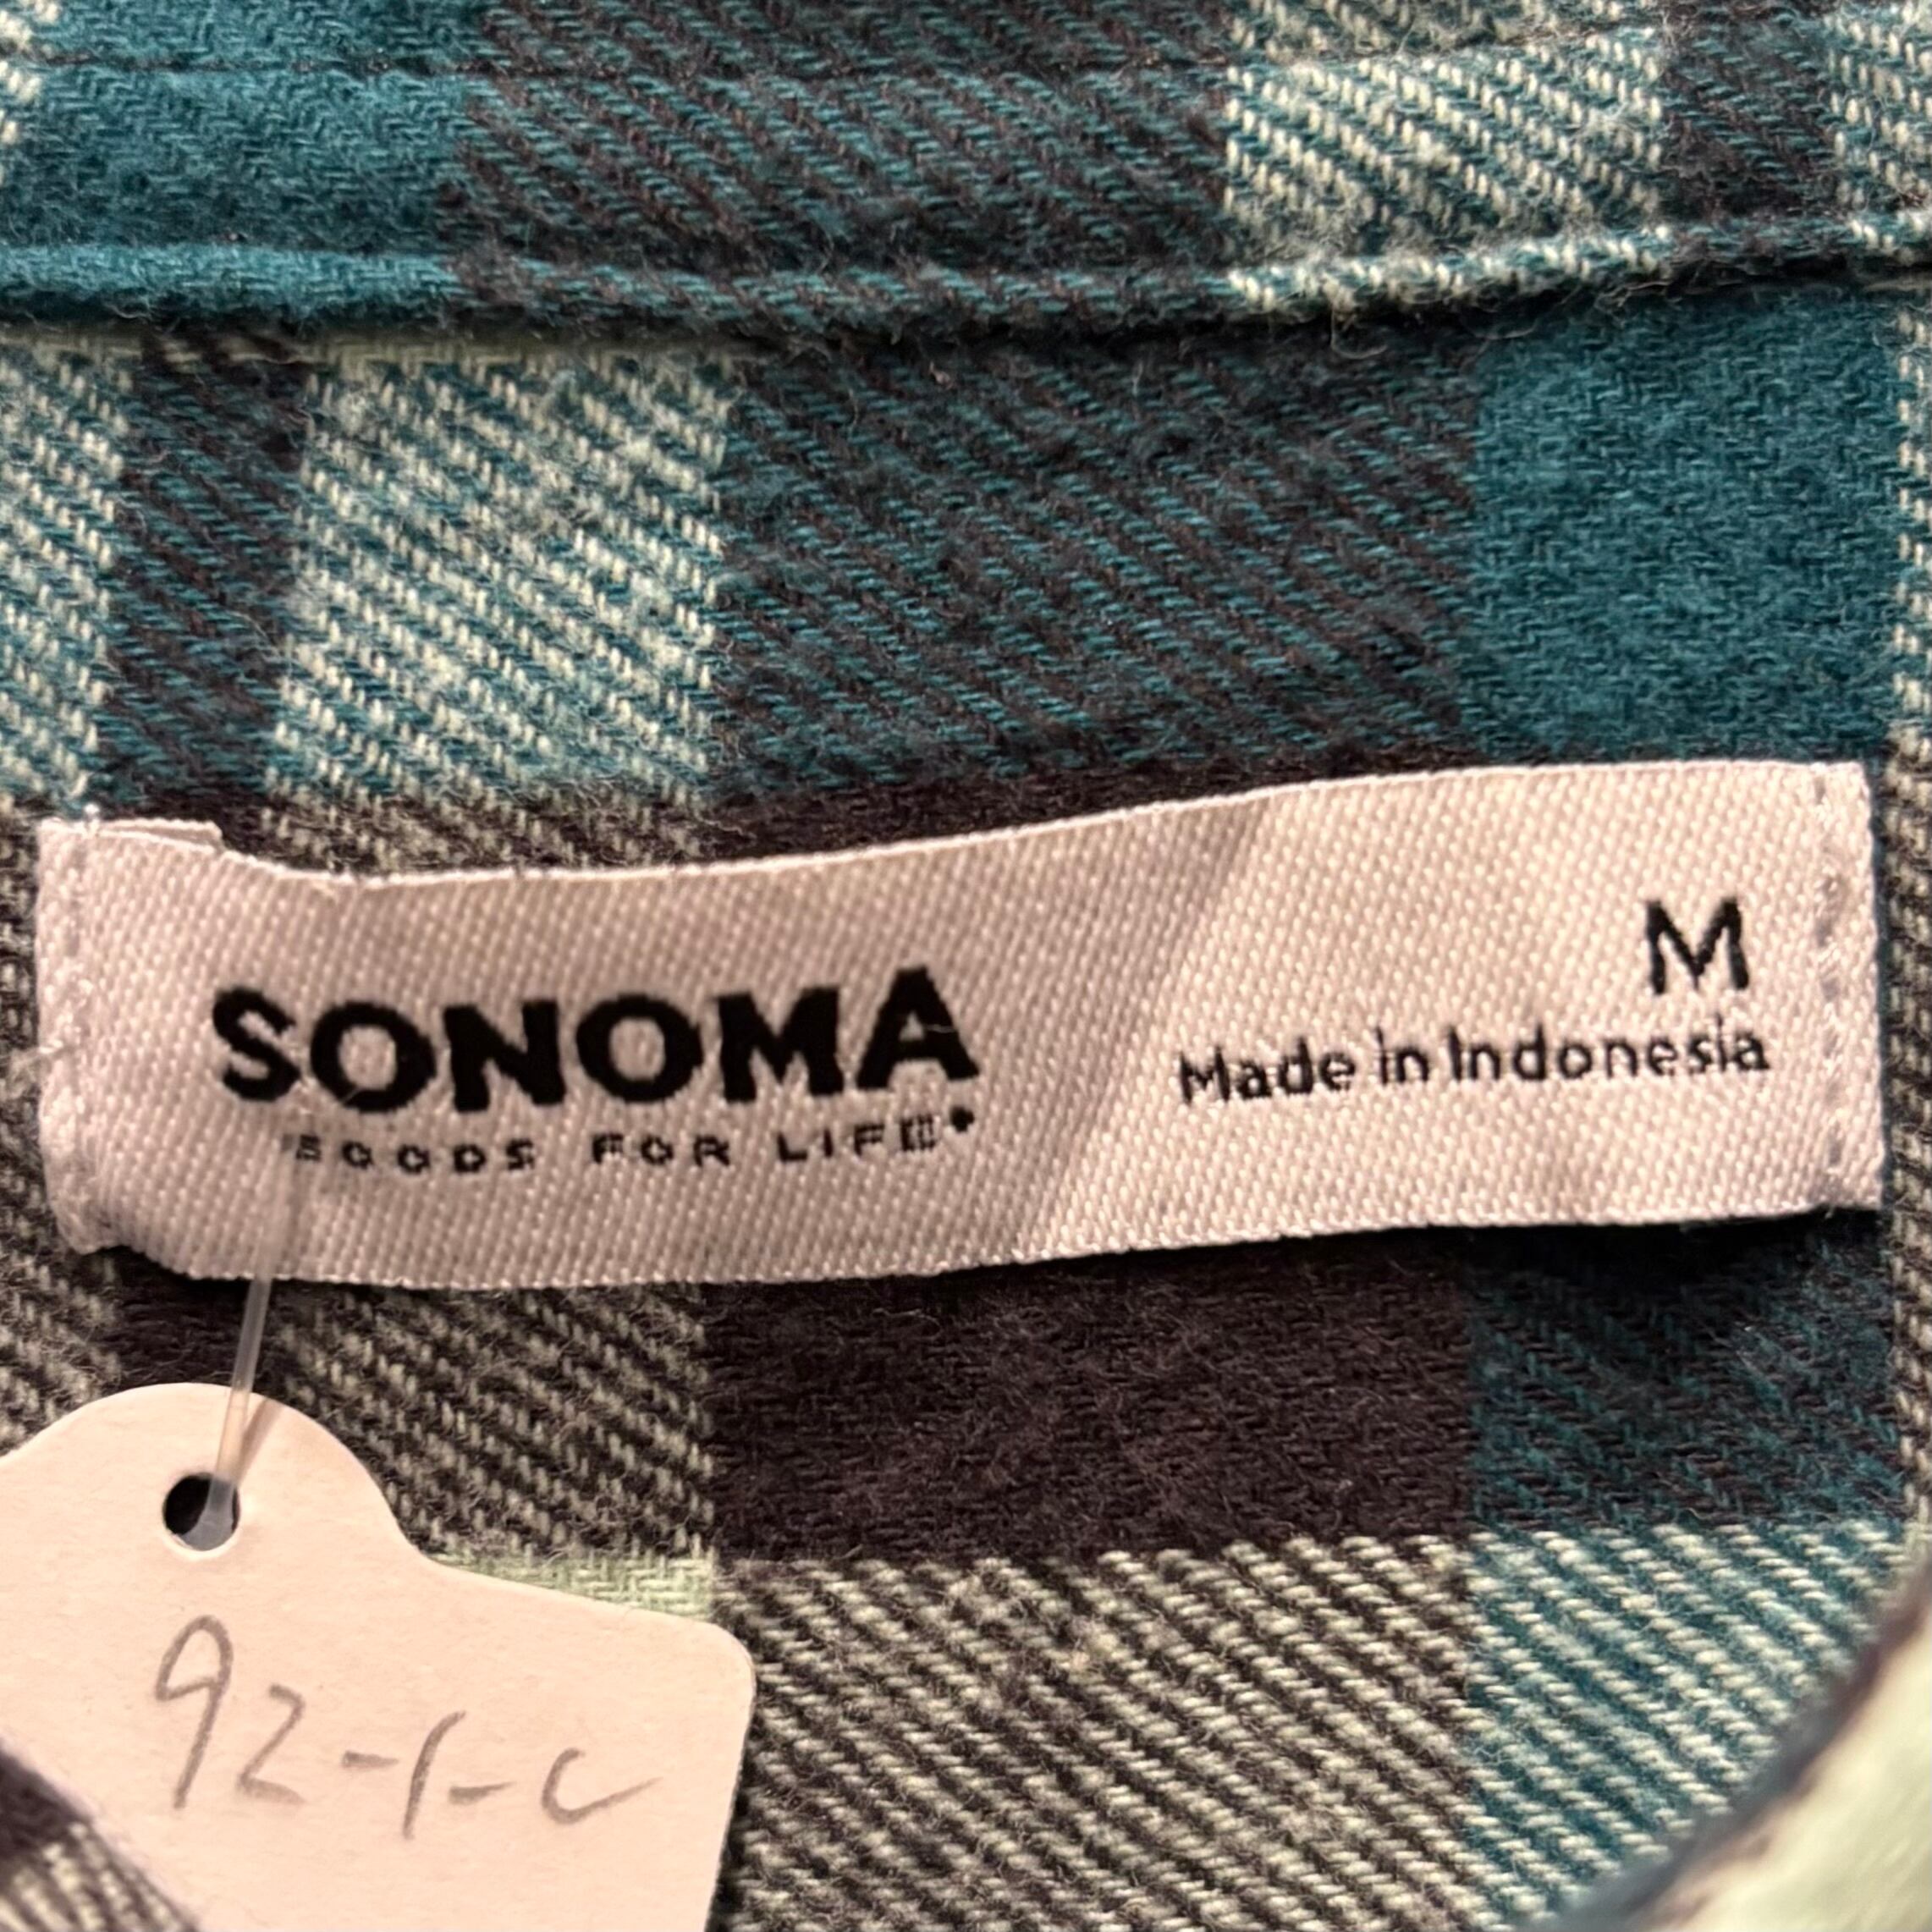 SONOMA
GOODS FOR LIFE
M
Made in Indonesia
92-1-C